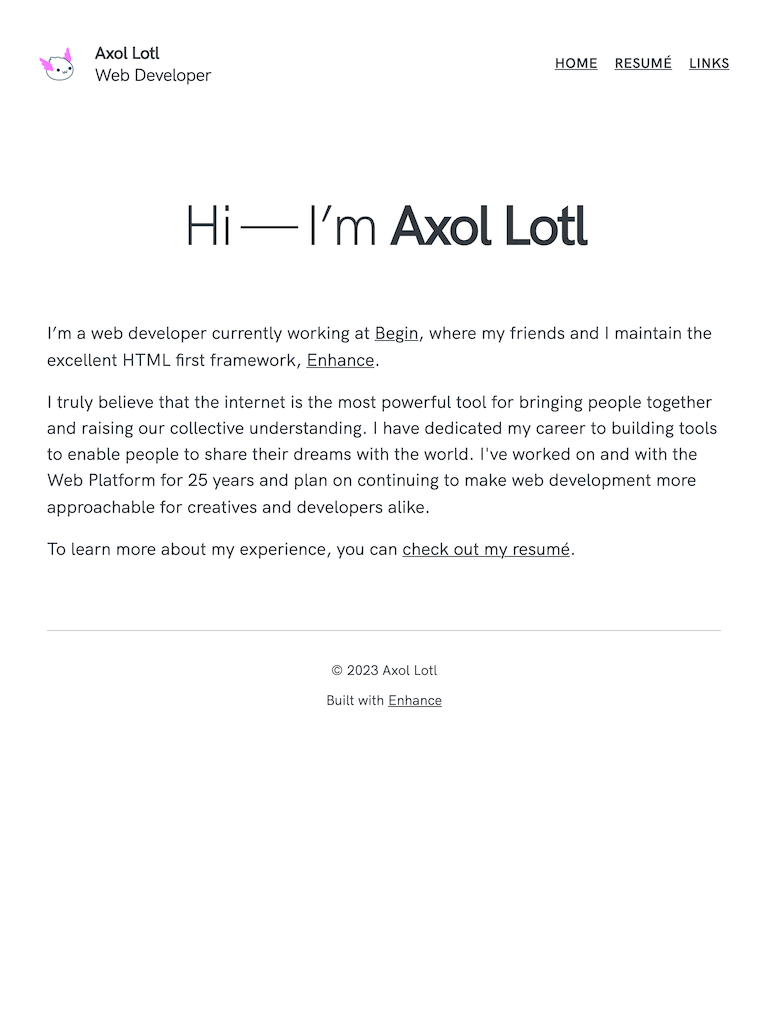 Axol Lotl
Web Developer
HOME RESUMÉ LINKS
Hi — I’m Axol Lotl
I’m a web developer currently working at Begin, where my friends and I maintain the
excellent HTML first framework, Enhance.
I truly believe that the internet is the most powerful tool for bringing people together
and raising our collective understanding. I have dedicated my career to building tools
to enable people to share their dreams with the world. I've worked on and with the
Web Platform for 25 years and plan on continuing to make web development more
approachable for creatives and developers alike.
To learn more about my experience, you can check out my resumé.
© 2023 Axol Lotl
Built with Enhance